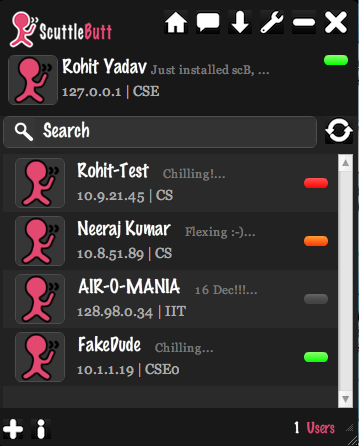 ScuttleButt
Rohit Yadav Just installed scB, ...
127.0.0.1 | CSE
Search
Rohit-Test Chilling!...
10.9.21.45 | CS
Neeraj Kumar Flexing :-)...
10.8.51.89 | CS
AIR-O-MANIA 16 Dec!!!...
128.98.0.34 | IIT
FakeDude Chilling...
10.1.1.19 | CSE0
1 Users